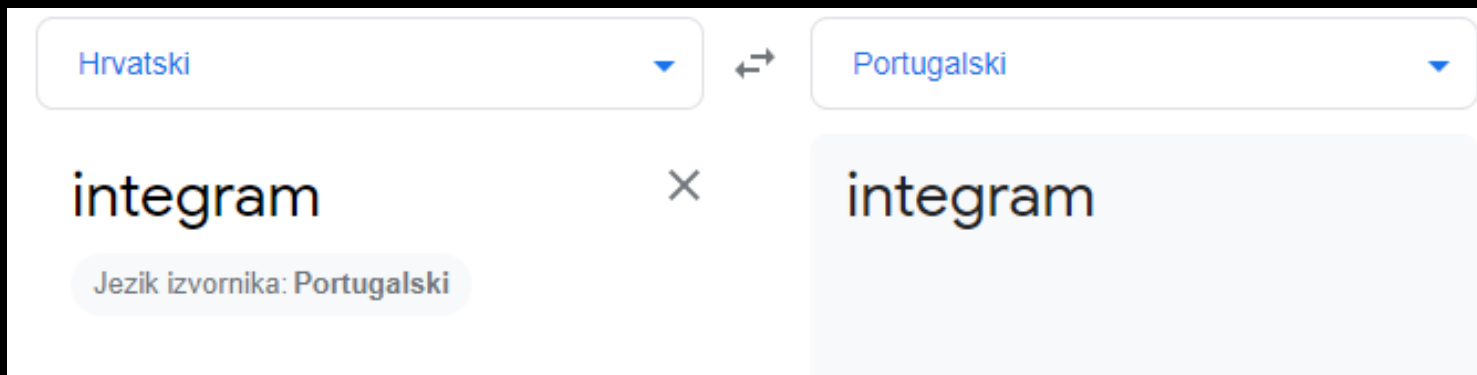 Hrvatski
Portugalski
integram
integram
Jezik izvornika: Portugalski